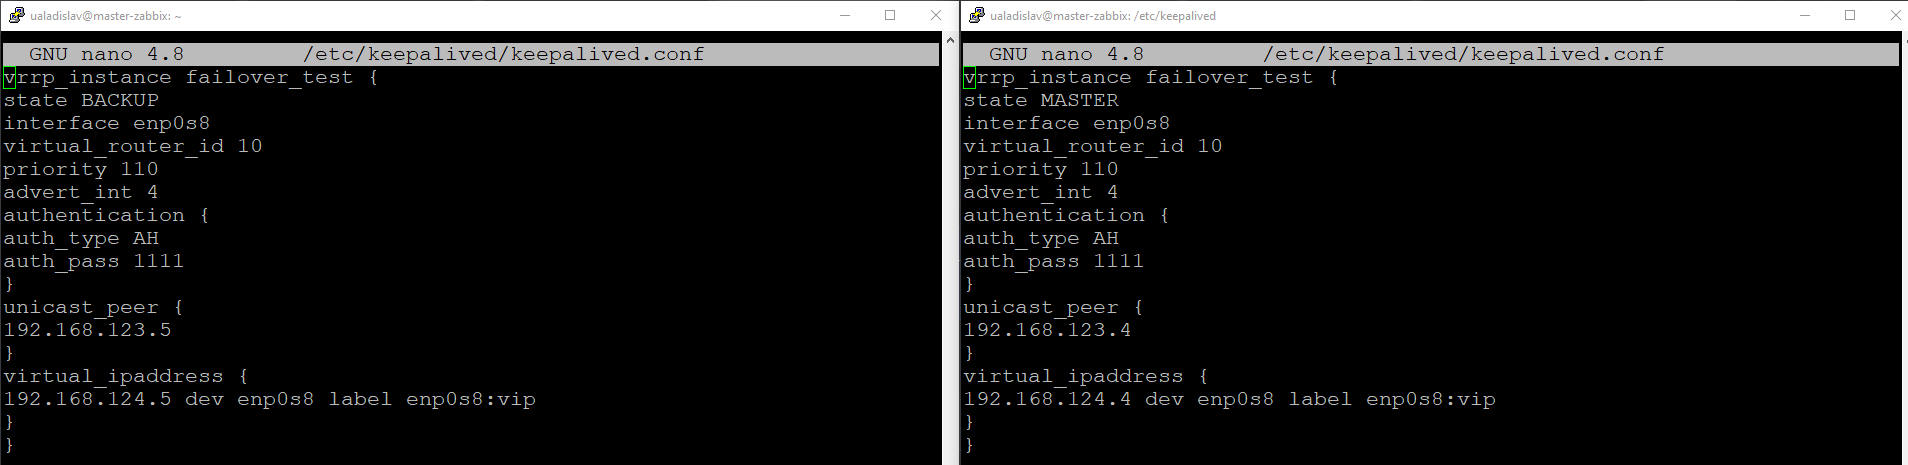 ualadislav@master-zabbix: ~
GNU nano 4.8 /etc/keepalived/keepalived.conf
vrrp_instance failover_test {
state BACKUP
interface enp0s8
virtual_router_id 10
priority 110
advert_int 4
authentication {
auth_type AH
auth_pass 1111
}
unicast_peer {
192.168.123.5
}
virtual_ipaddress {
192.168.124.5 dev enp0s8 label enp0s8:vip
}
}
ualadislav@master-zabbix: /etc/keepalived
GNU nano 4.8 /etc/keepalived/keepalived.conf
vrrp_instance failover_test {
state MASTER
interface enp0s8
virtual_router_id 10
priority 110
advert_int 4
authentication {
auth_type AH
auth_pass 1111
}
unicast_peer {
192.168.123.4
}
virtual_ipaddress {
192.168.124.4 dev enp0s8 label enp0s8:vip
}
}